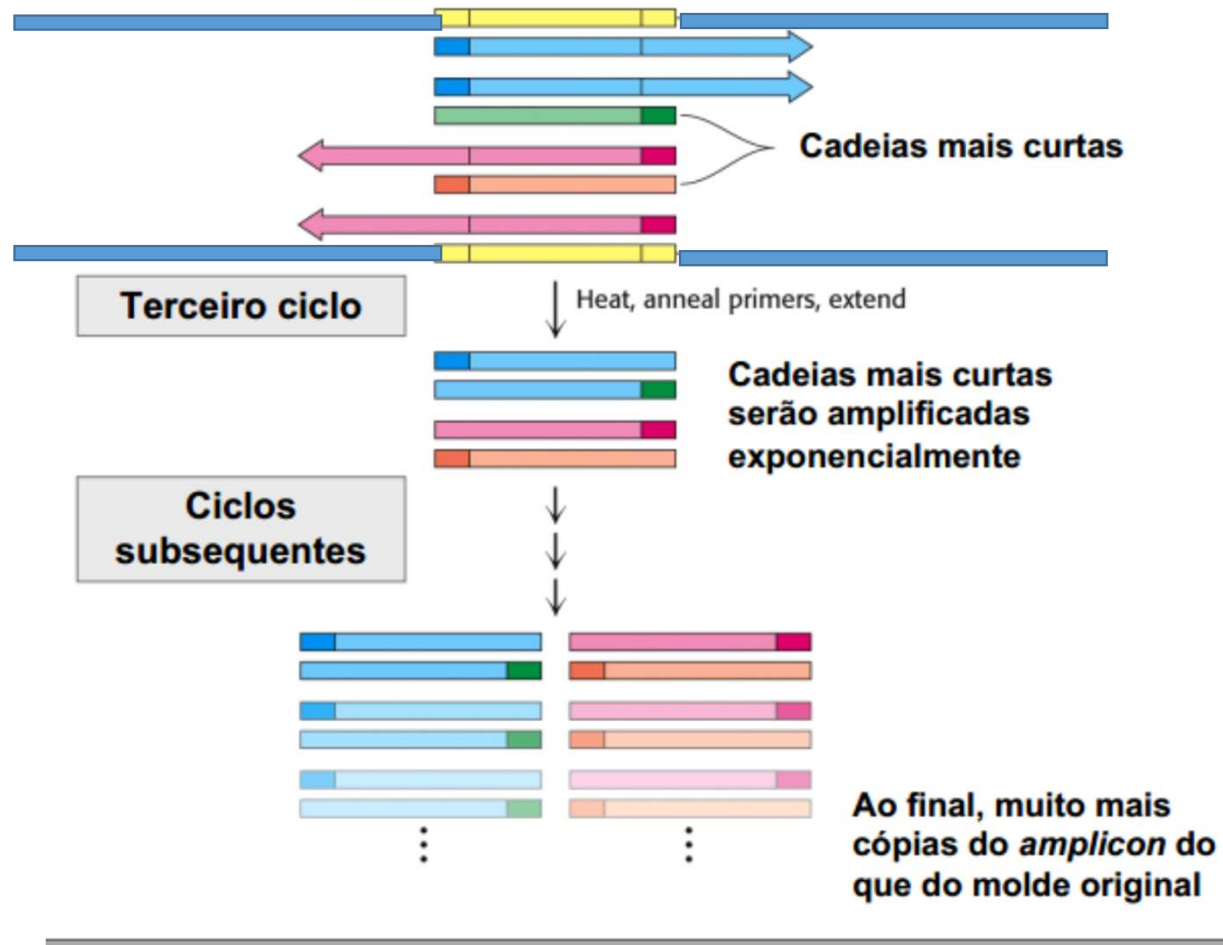 Cadeias mais curtas
Terceiro ciclo
Heat, anneal primers, extend
Cadeias mais curtas
serão amplificadas
exponencialmente
Ciclos
subsequentes
Ao final, muito mais
cópias do amplicon do
que do molde original